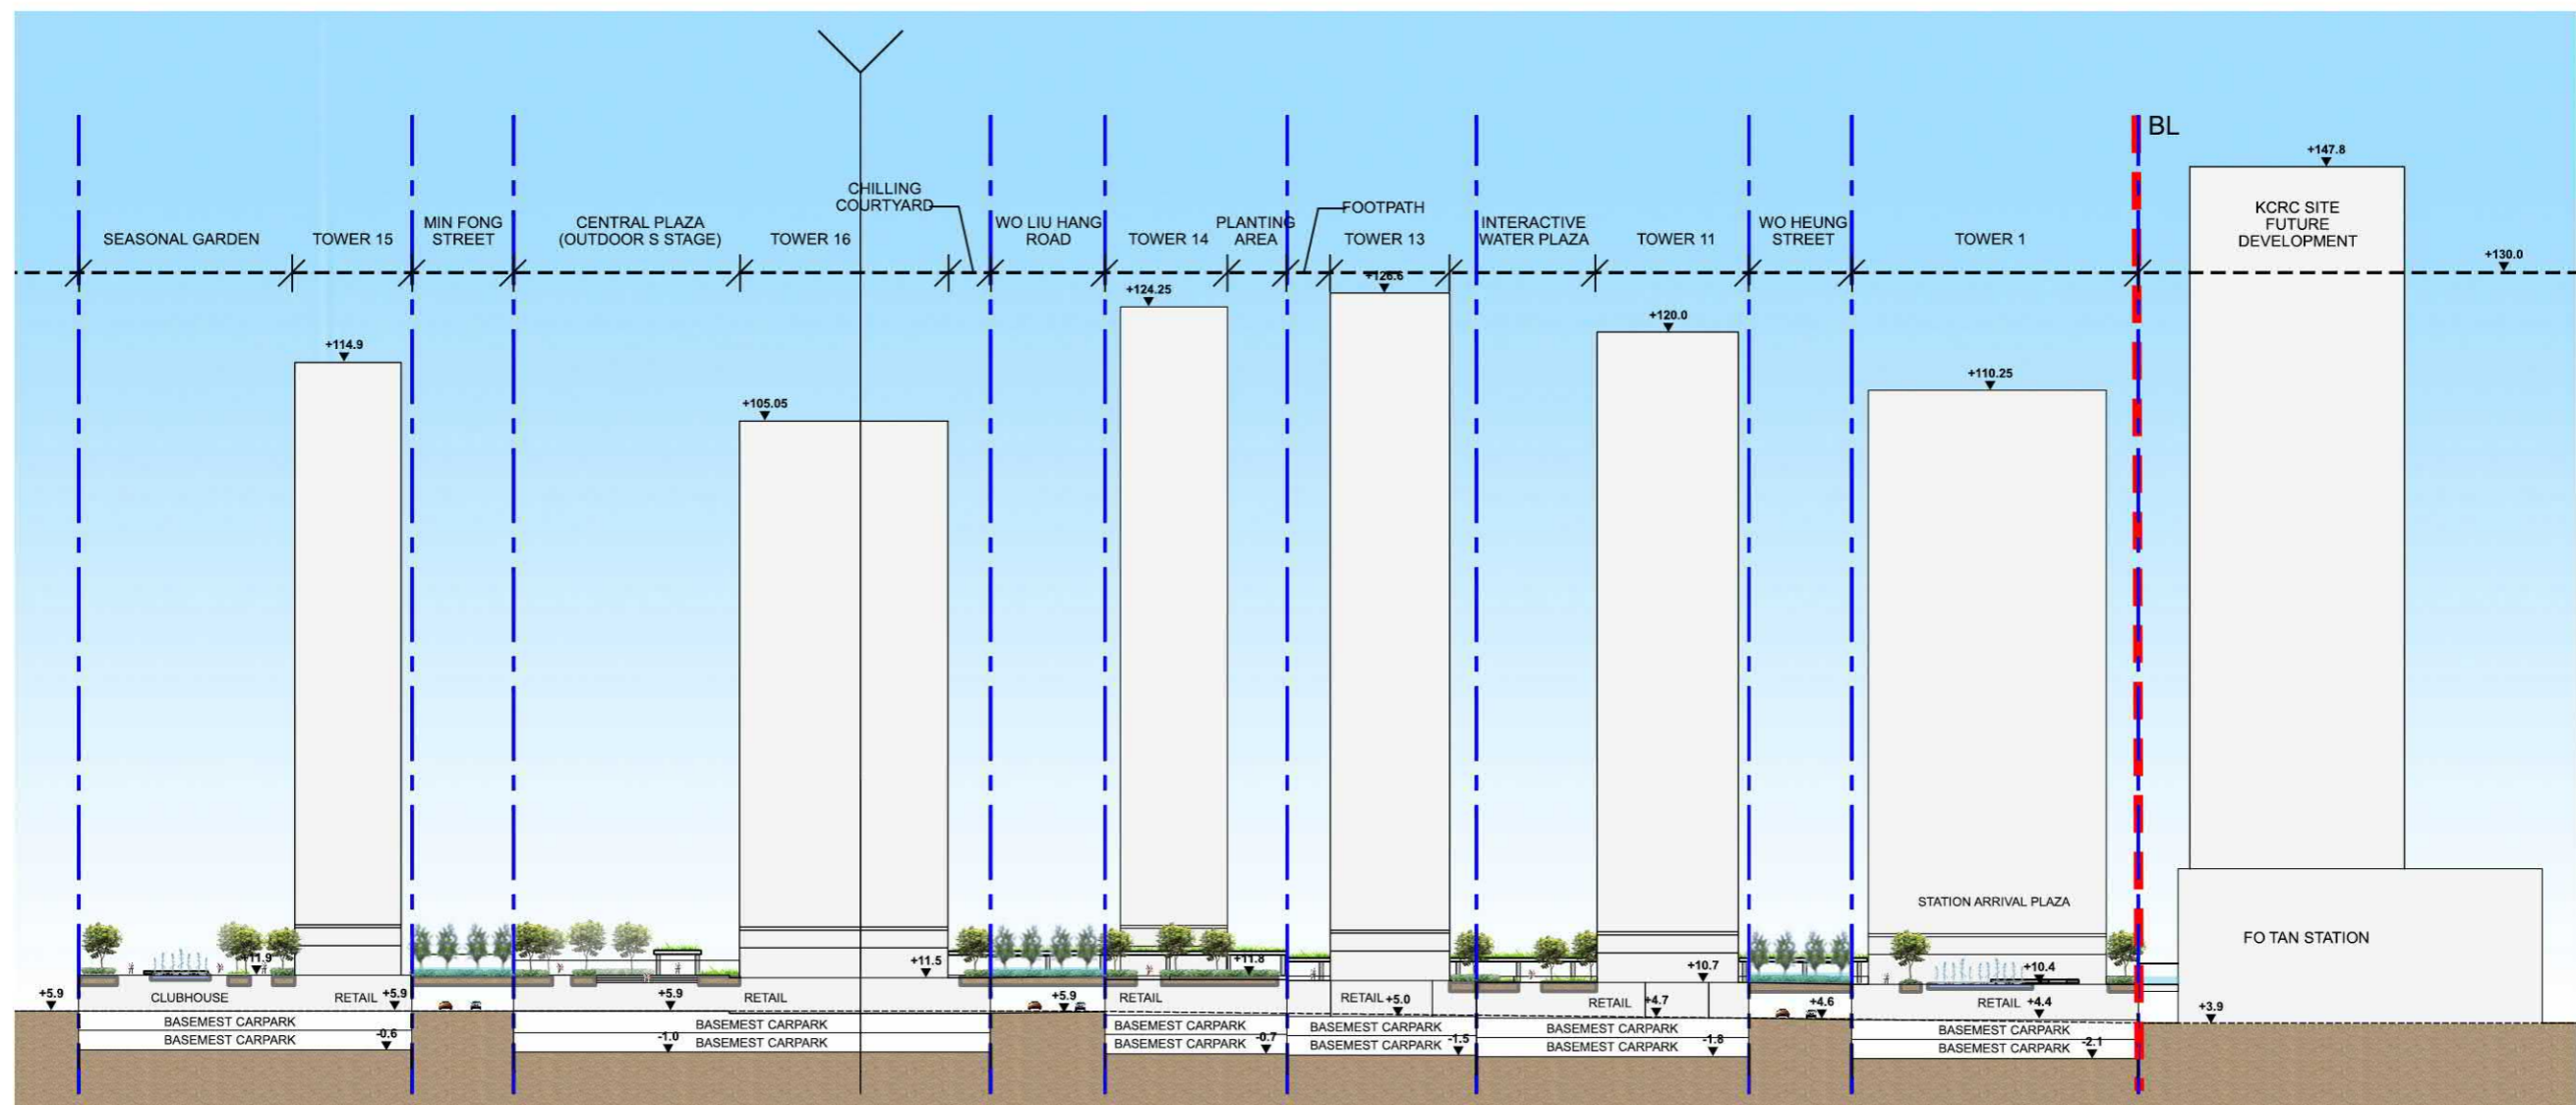 BL
+147.8
CHILLING
COURTYARD
FOOTPATH
KCRC SITE
FUTURE
DEVELOPMENT
SEASONAL GARDEN
TOWER 15
MIN FONG
STREET
CENTRAL PLAZA
(OUTDOOR S STAGE)
TOWER 16
WO LIU HANG
ROAD
TOWER 14
PLANTING
AREA
TOWER 13
INTERACTIVE
WATER PLAZA
TOWER 11
WO HEUNG
STREET
TOWER 1
+130.0
+126.6
+124.25
+120.0
+114.9
+110.25
+105.05
STATION ARRIVAL PLAZA
FO TAN STATION
+11.9
+11.5
+11.8
+10.7
+10.4
+5.9
CLUBHOUSE
RETAIL +5.9
+5.9
RETAIL
+5.9
RETAIL
RETAIL +5.0
RETAIL +4.7
+4.6
RETAIL +4.4
+3.9
BASEMEST CARPARK
BASEMEST CARPARK -0.6
BASEMEST CARPARK
-1.0 BASEMEST CARPARK
BASEMEST CARPARK
BASEMEST CARPARK -0.7
BASEMEST CARPARK
BASEMEST CARPARK -1.5
BASEMEST CARPARK
BASEMEST CARPARK -1.8
BASEMEST CARPARK
BASEMEST CARPARK -2.1